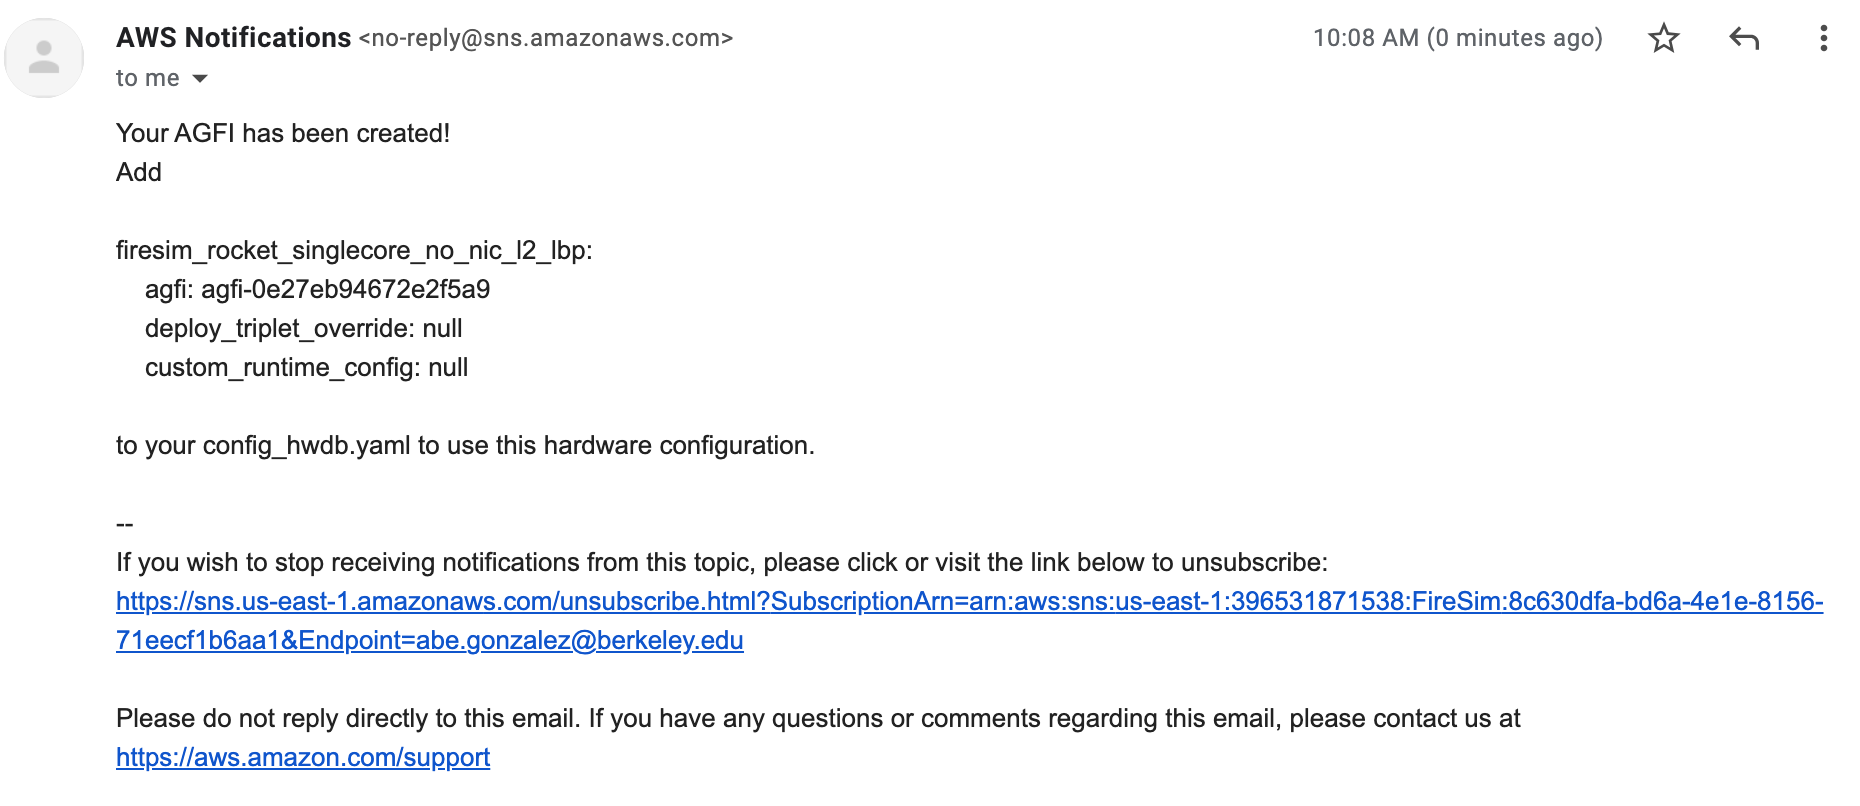 AWS Notifications <no-reply@sns.amazonaws.com> 10:08 AM (0 minutes ago)
to me
Your AGFI has been created!
Add
firesim_rocket_singlecore_no_nic_l2_lbp:
agfi: agfi-0e27eb94672e2f5a9
deploy_triplet_override: null
custom_runtime_config: null
to your config_hwdb.yaml to use this hardware configuration.
--
If you wish to stop receiving notifications from this topic, please click or visit the link below to unsubscribe:
https://sns.us-east-1.amazonaws.com/unsubscribe.html?SubscriptionArn=arn:aws:sns:us-east-1:396531871538:FireSim:8c630dfa-bd6a-4e1e-8156-
71eecf1b6aa1&Endpoint=abe.gonzalez@berkeley.edu
Please do not reply directly to this email. If you have any questions or comments regarding this email, please contact us at
https://aws.amazon.com/support